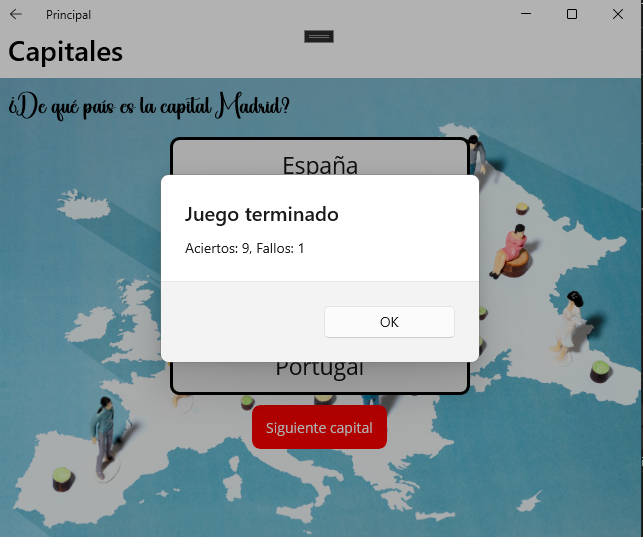 Principal
Capitales
¿De qué país es la capital Madrid?
España
Juego terminado
Aciertos: 9, Fallos: 1
OK
Portugal
Siguiente capital